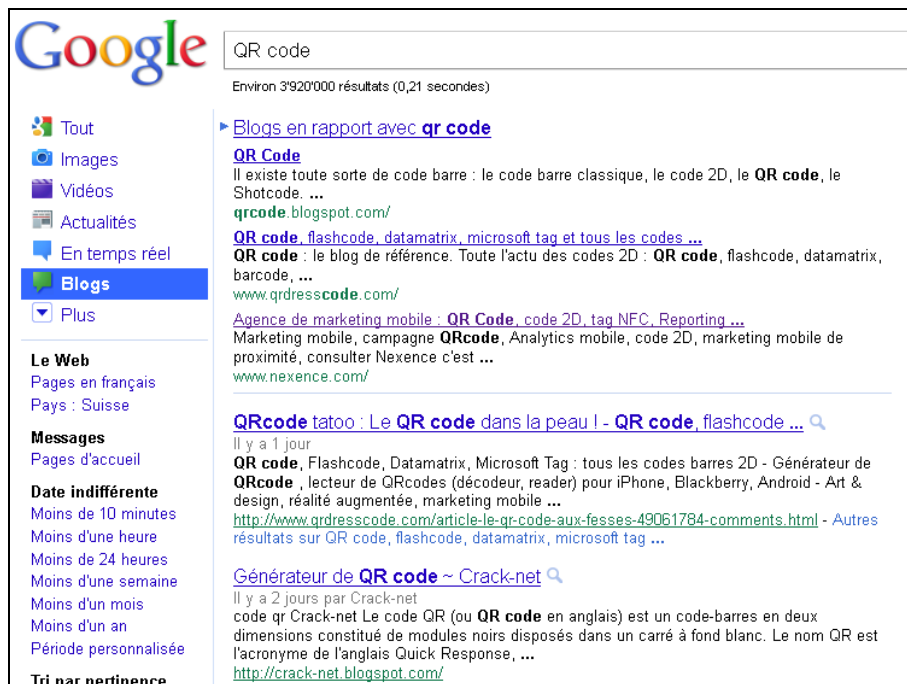 Google
QR code
Environ 3'920'000 résultats (0,21 secondes)
Tout
Images
Vidéos
Actualités
En temps réel
Blogs
Plus
Le Web
Pages en français
Pays : Suisse
Messages
Pages d'accueil
Date indifférente
Moins de 10 minutes
Moins d'une heure
Moins de 24 heures
Moins d'une semaine
Moins d'un mois
Moins d'un an
Période personnalisée
Tri par pertinence
Blogs en rapport avec qr code
QR Code
Il existe toute sorte de code barre : le code barre classique, le code 2D, le QR code, le
Shotcode. ...
qrcode.blogspot.com/
QR code, flashcode, datamatrix, microsoft tag et tous les codes ...
QR code : le blog de référence. Toute l'actu des codes 2D : QR code, flashcode, datamatrix,
barcode, ...
www.qrdresscode.com/
Agence de marketing mobile : QR Code, code 2D, tag NFC, Reporting ...
Marketing mobile, campagne QRcode, Analytics mobile, code 2D, marketing mobile de
proximité, consulter Nexence c'est ...
www.nexence.com/
QRcode tatoo : Le QR code dans la peau ! - QR code, flashcode ...
Il y a 1 jour
QR code, Flashcode, Datamatrix, Microsoft Tag : tous les codes barres 2D - Générateur de
QRcode , lecteur de QRcodes (décodeur, reader) pour iPhone, Blackberry, Android - Art &
design, réalité augmentée, marketing mobile ...
http://www.qrdresscode.com/article-le-qr-code-aux-fesses-49061784-comments.html - Autres
résultats sur QR code, flashcode, datamatrix, microsoft tag ...
Générateur de QR code ~ Crack-net
Il y a 2 jours par Crack-net
code qr Crack-net Le code QR (ou QR code en anglais) est un code-barres en deux
dimensions constitué de modules noirs disposés dans un carré à fond blanc. Le nom QR est
l'acronyme de l'anglais Quick Response, ...
http://crack-net.blogspot.com/